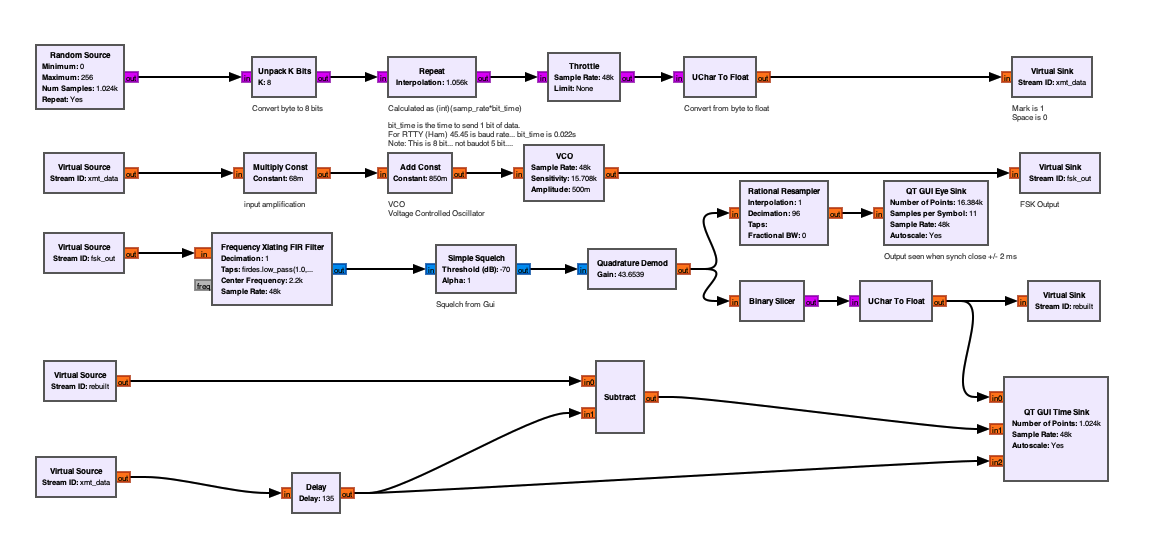 Random Source
Minimum: 0
Maximum: 256
Num Samples: 1.024k
Repeat: Yes
out
in
Unpack K Bits
K: 8
out
Convert byte to 8 bits
in
Repeat
Interpolation: 1.056k
out
Calculated as (int)(samp_rate*bit_time)
bit_time is the time to send 1 bit of data.
For RTTY (Ham) 45.45 is baud rate... bit_time is 0.022s
Note: This is 8 bit... not baudot 5 bit....
in
Throttle
Sample Rate: 48k
Limit: None
out
in
UChar To Float
out
Convert from byte to float
in
Virtual Sink
Stream ID: xmt_data
Mark is 1
Space is 0
Virtual Source
Stream ID: xmt_data
out
in
Multiply Const
Constant: 68m
out
input amplification
in
Add Const
Constant: 850m
out
VCO
Voltage Controlled Oscillator
in
VCO
Sample Rate: 48k
Sensitivity: 15.708k
Amplitude: 500m
out
in
Virtual Sink
Stream ID: fsk_out
FSK Output
Virtual Source
Stream ID: fsk_out
out
in
freq
Frequency Xlating FIR Filter
Decimation: 1
Taps: firdes.low_pass(1.0,...
Center Frequency: 2.2k
Sample Rate: 48k
out
in
Simple Squelch
Threshold (dB): -70
Alpha: 1
out
Squelch from Gui
in
Quadrature Demod
Gain: 43.6539
out
in
Rational Resampler
Interpolation: 1
Decimation: 96
Taps:
Fractional BW: 0
out
in
QT GUI Eye Sink
Number of Points: 16.384k
Samples per Symbol: 11
Sample Rate: 48k
Autoscale: Yes
Output seen when synch close +/- 2 ms
in
Binary Slicer
out
in
UChar To Float
out
in
Virtual Sink
Stream ID: rebuilt
Virtual Source
Stream ID: rebuilt
out
in0
in1
Subtract
out
in0
in1
in2
QT GUI Time Sink
Number of Points: 1.024k
Sample Rate: 48k
Autoscale: Yes
Virtual Source
Stream ID: xmt_data
out
in
Delay
Delay: 135
out